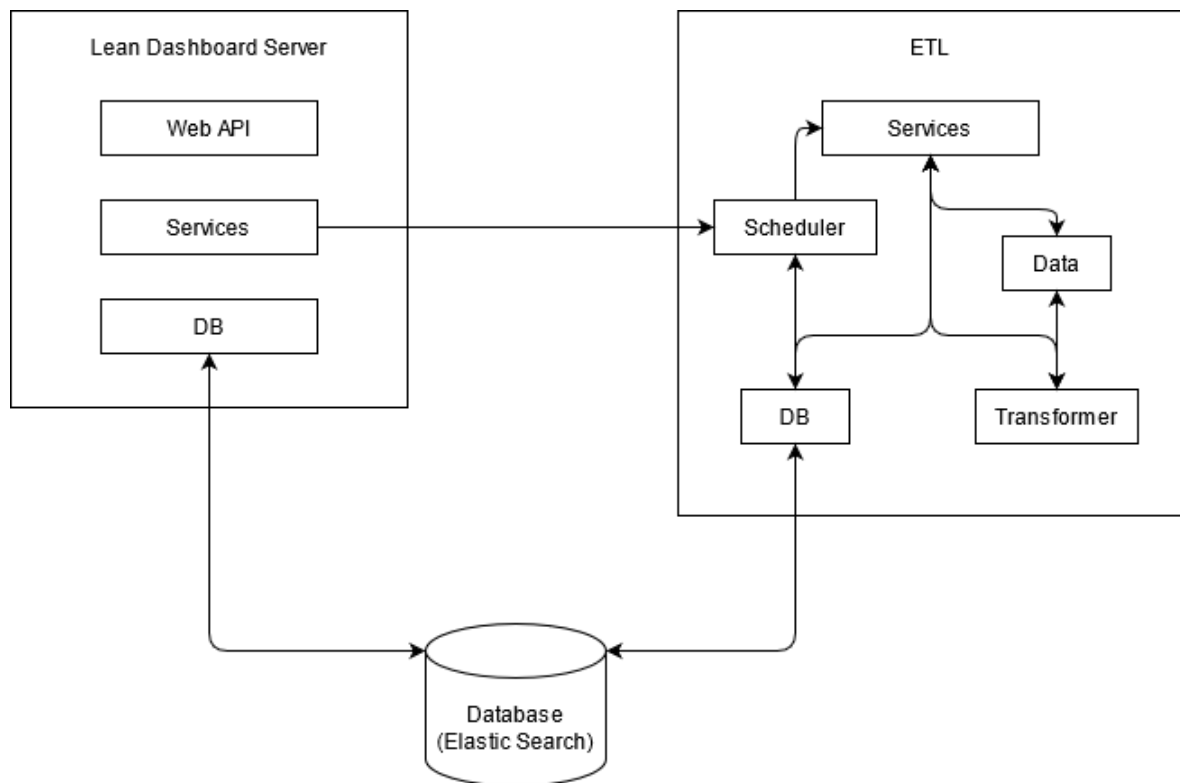 Lean Dashboard Server
Web API
Services
DB
ETL
Services
Scheduler
Data
DB
Transformer
Database
(Elastic Search)